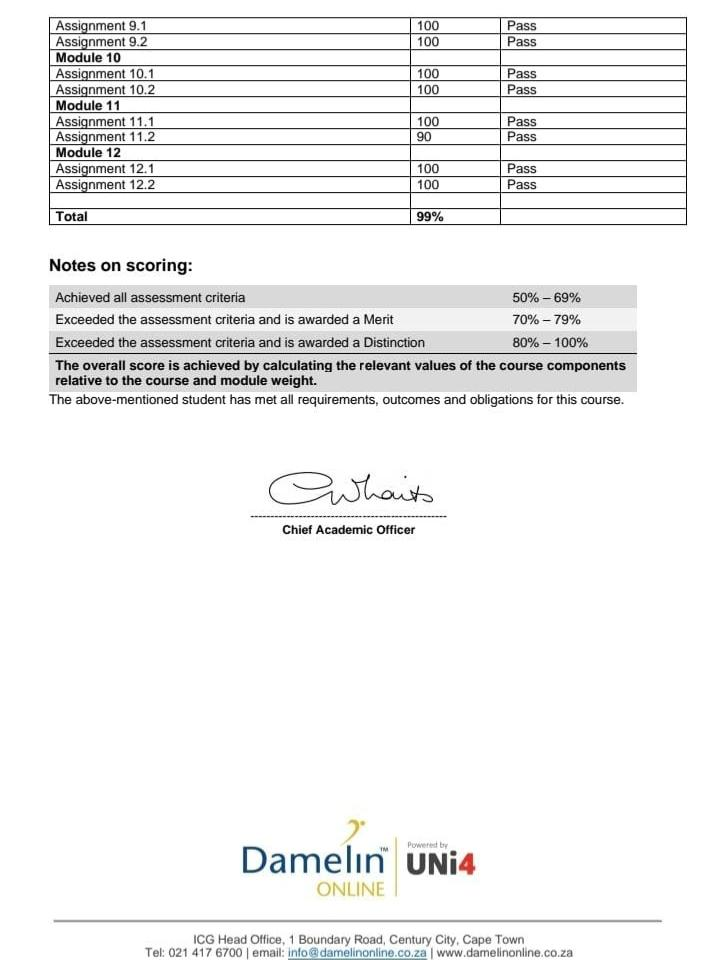 Assignment 9.1 100 Pass
Assignment 9.2 100 Pass
Module 10
Assignment 10.1 100 Pass
Assignment 10.2 100 Pass
Module 11
Assignment 11.1 100 Pass
Assignment 11.2 90 Pass
Module 12
Assignment 12.1 100 Pass
Assignment 12.2 100 Pass
Total 99%
Notes on scoring:
Achieved all assessment criteria 50% – 69%
Exceeded the assessment criteria and is awarded a Merit 70% – 79%
Exceeded the assessment criteria and is awarded a Distinction 80% – 100%
The overall score is achieved by calculating the relevant values of the course components
relative to the course and module weight.
The above-mentioned student has met all requirements, outcomes and obligations for this course.
Chief Academic Officer
Damelin™
ONLINE
Powered by
UNi4
ICG Head Office, 1 Boundary Road, Century City, Cape Town
Tel: 021 417 6700 | email: info@damelinonline.co.za | www.damelinonline.co.za